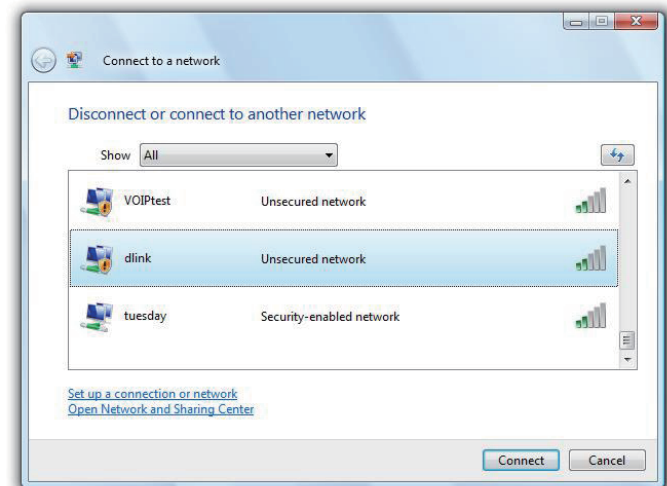 Connect to a network
Disconnect or connect to another network
Show All
VOIPtest Unsecured network
dlink Unsecured network
tuesday Security-enabled network
Set up a connection or network
Open Network and Sharing Center
Connect Cancel